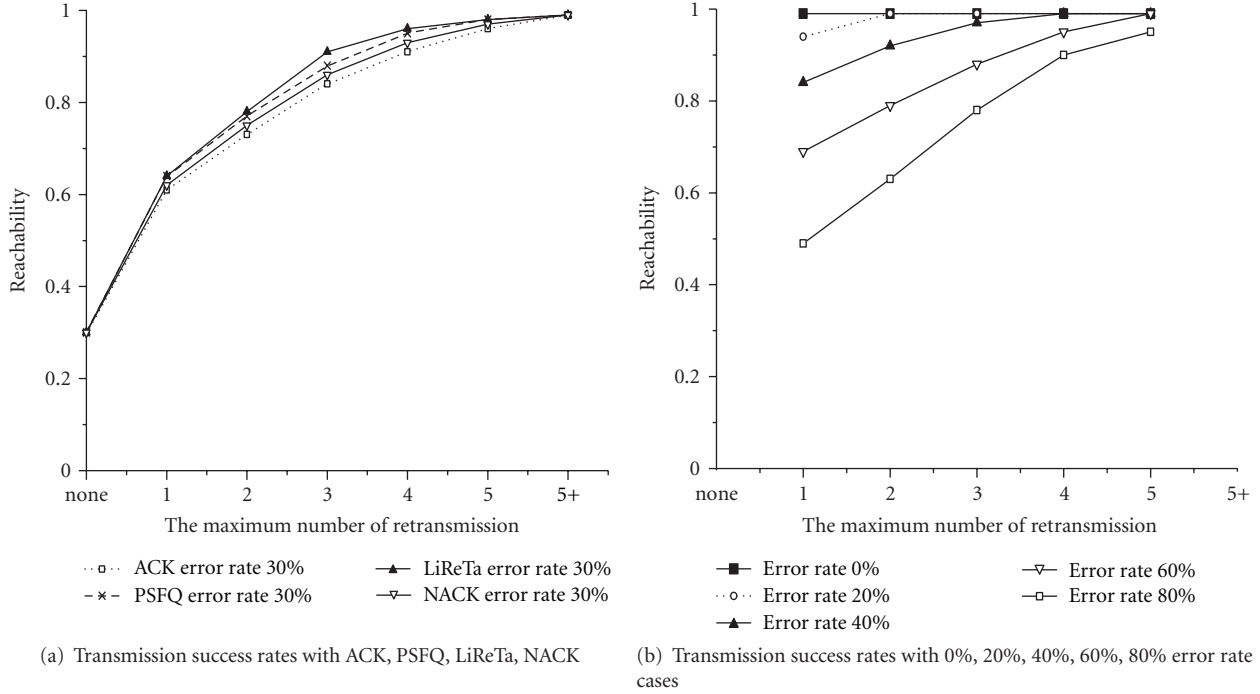 1
0.8
0.6
0.4
0.2
0
Reachability
none 1 2 3 4 5 5+
The maximum number of retransmission
ACK error rate 30%
PSFQ error rate 30%
LiReTa error rate 30%
NACK error rate 30%
(a) Transmission success rates with ACK, PSFQ, LiReTa, NACK
1
0.8
0.6
0.4
0.2
0
Reachability
none 1 2 3 4 5 5+
The maximum number of retransmission
Error rate 0%
Error rate 20%
Error rate 40%
Error rate 60%
Error rate 80%
(b) Transmission success rates with 0%, 20%, 40%, 60%, 80% error rate
cases